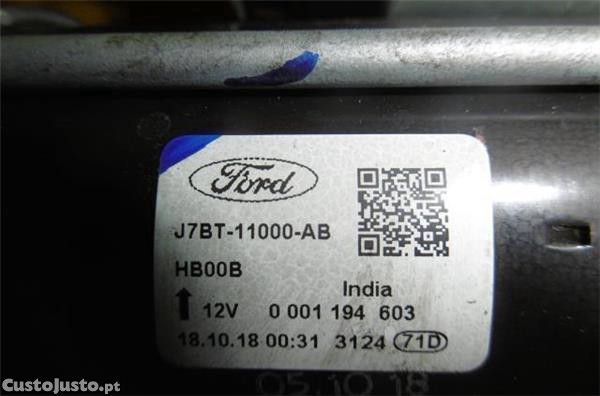 Ford
J7BT-11000-AB
HB00B
India
12V 0 001 194 603
18.10.18 00:31 3124 71D
05.10.18
CustoJusto.pt